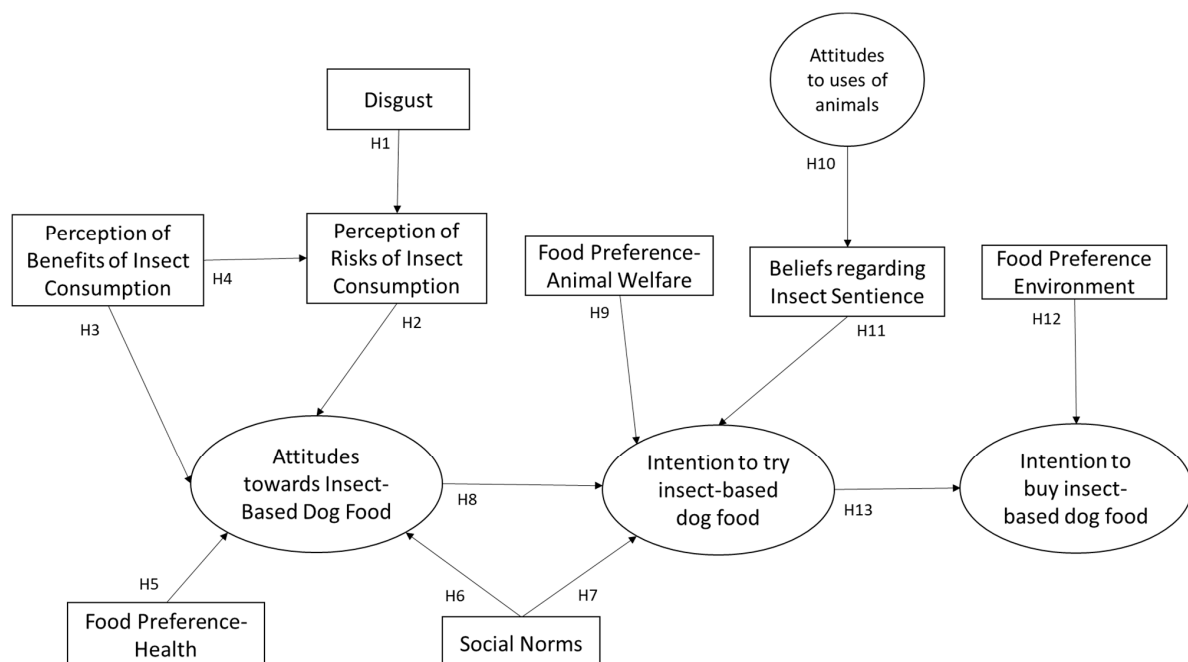 Attitudes
to uses of
animals
Disgust
H1
H10
Perception of
Benefits of Insect
Consumption
H4
Perception of
Risks of Insect
Consumption
Food Preference-
Animal Welfare
Beliefs regarding
Insect Sentience
Food Preference
Environment
H3
H2
H9
H11
H12
Attitudes
towards Insect-
Based Dog Food
H8
Intention to try
insect-based
dog food
H13
Intention to
buy insect-
based dog food
H5
H6
H7
Food Preference-
Health
Social Norms